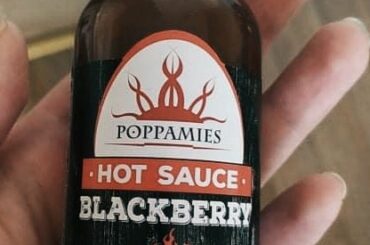 POPPAMIES
· HOT SAUCE ·
BLACKBERRY